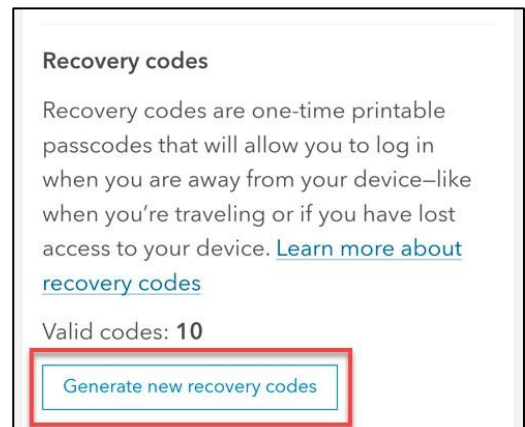 Recovery codes
Recovery codes are one-time printable
passcodes that will allow you to log in
when you are away from your device—like
when you're traveling or if you have lost
access to your device. Learn more about
recovery codes
Valid codes: 10
Generate new recovery codes